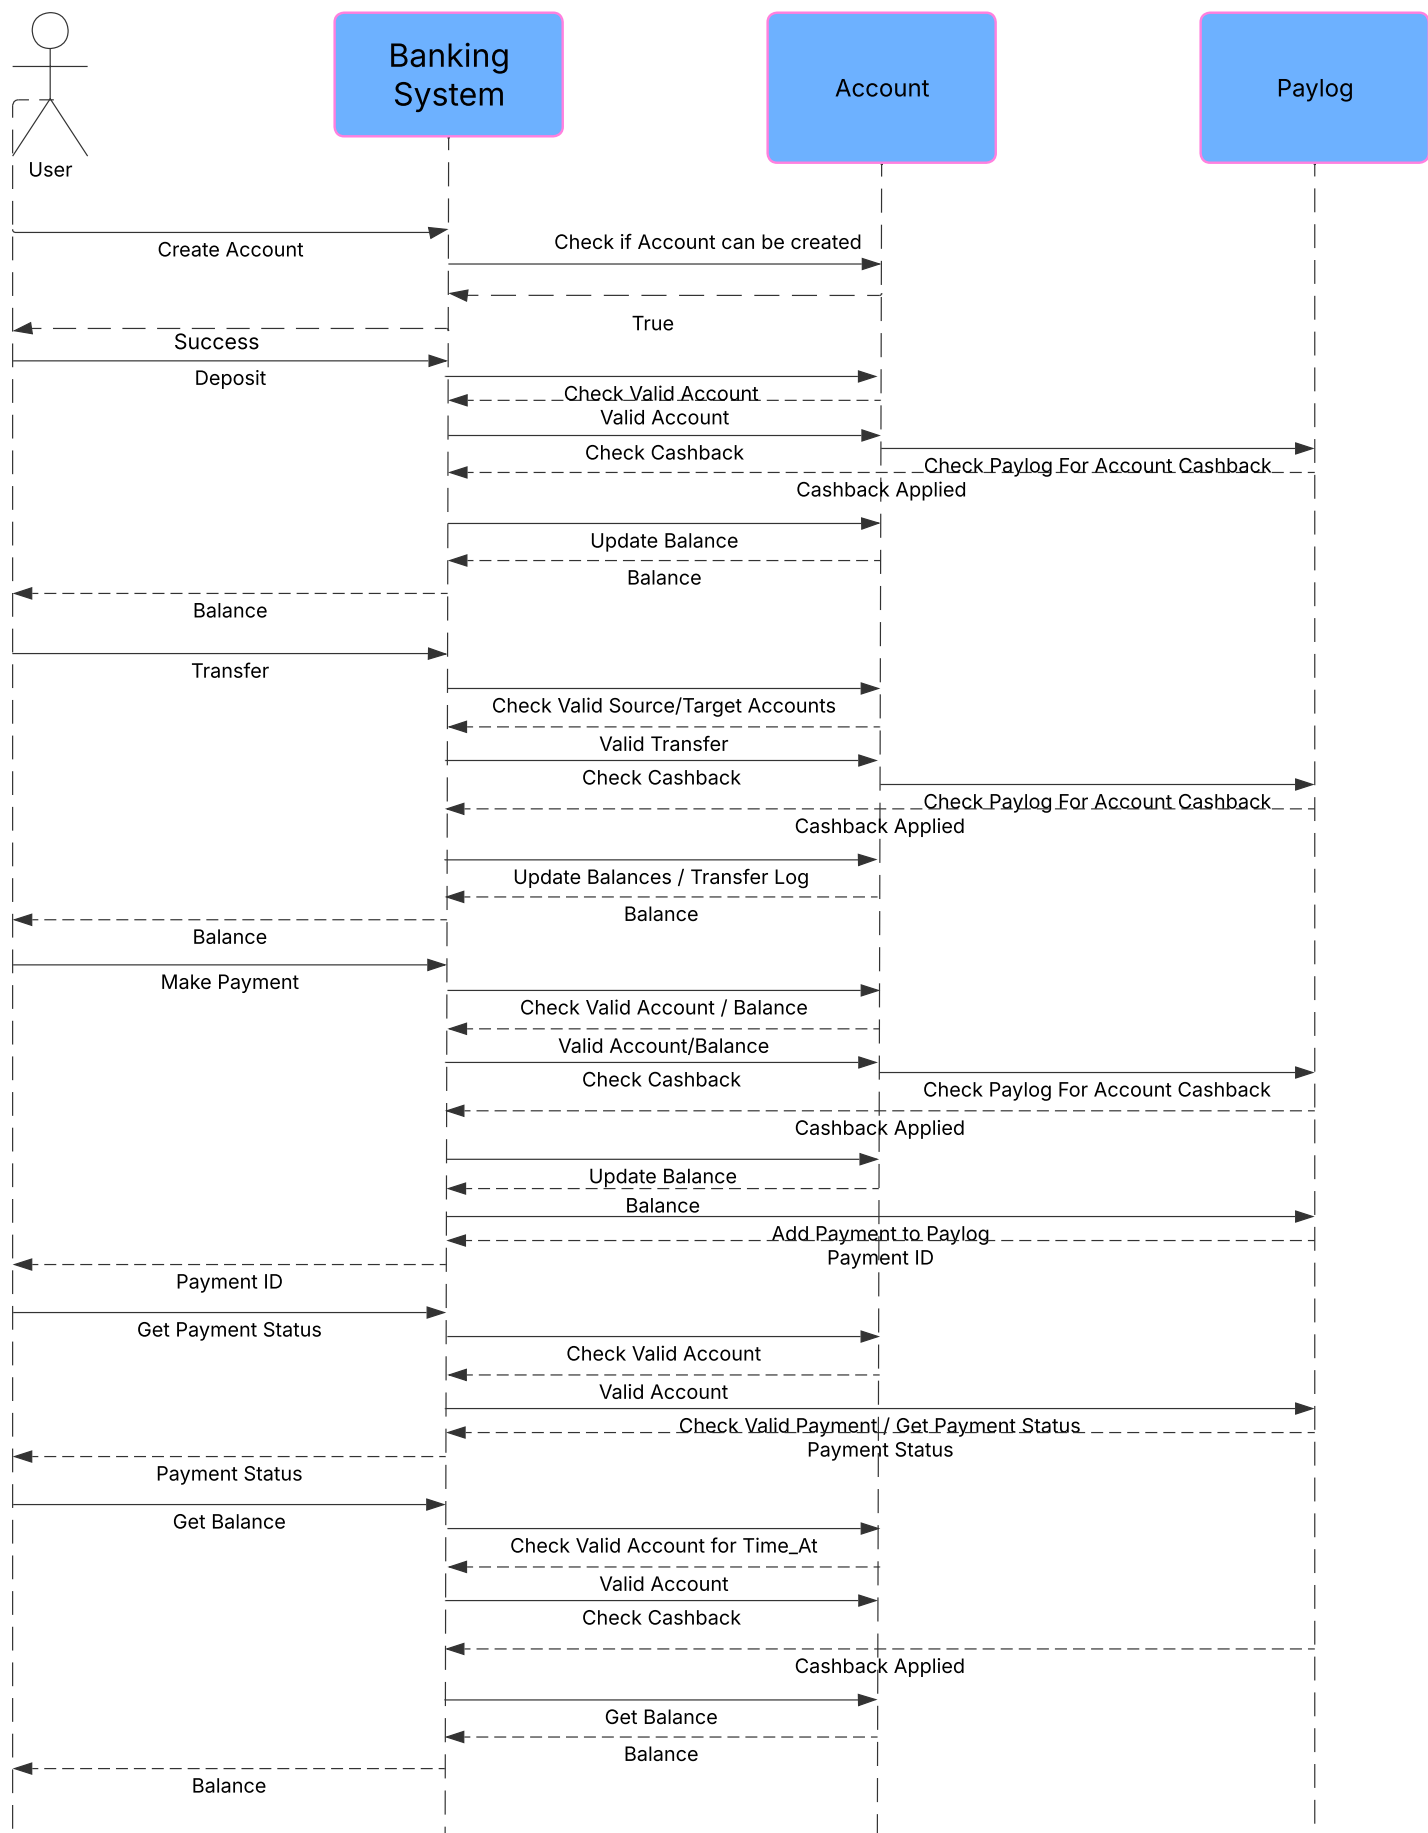 Banking
System
Account
Paylog
User
Create Account
Check if Account can be created
True
Success
Deposit
Check Valid Account
Valid Account
Check Cashback
Check Paylog For Account Cashback
Cashback Applied
Update Balance
Balance
Balance
Transfer
Check Valid Source/Target Accounts
Valid Transfer
Check Cashback
Check Paylog For Account Cashback
Cashback Applied
Update Balances / Transfer Log
Balance
Balance
Make Payment
Check Valid Account / Balance
Valid Account/Balance
Check Cashback
Check Paylog For Account Cashback
Cashback Applied
Update Balance
Balance
Add Payment to Paylog
Payment ID
Payment ID
Get Payment Status
Check Valid Account
Valid Account
Check Valid Payment / Get Payment Status
Payment Status
Payment Status
Get Balance
Check Valid Account for Time_At
Valid Account
Check Cashback
Cashback Applied
Get Balance
Balance
Balance